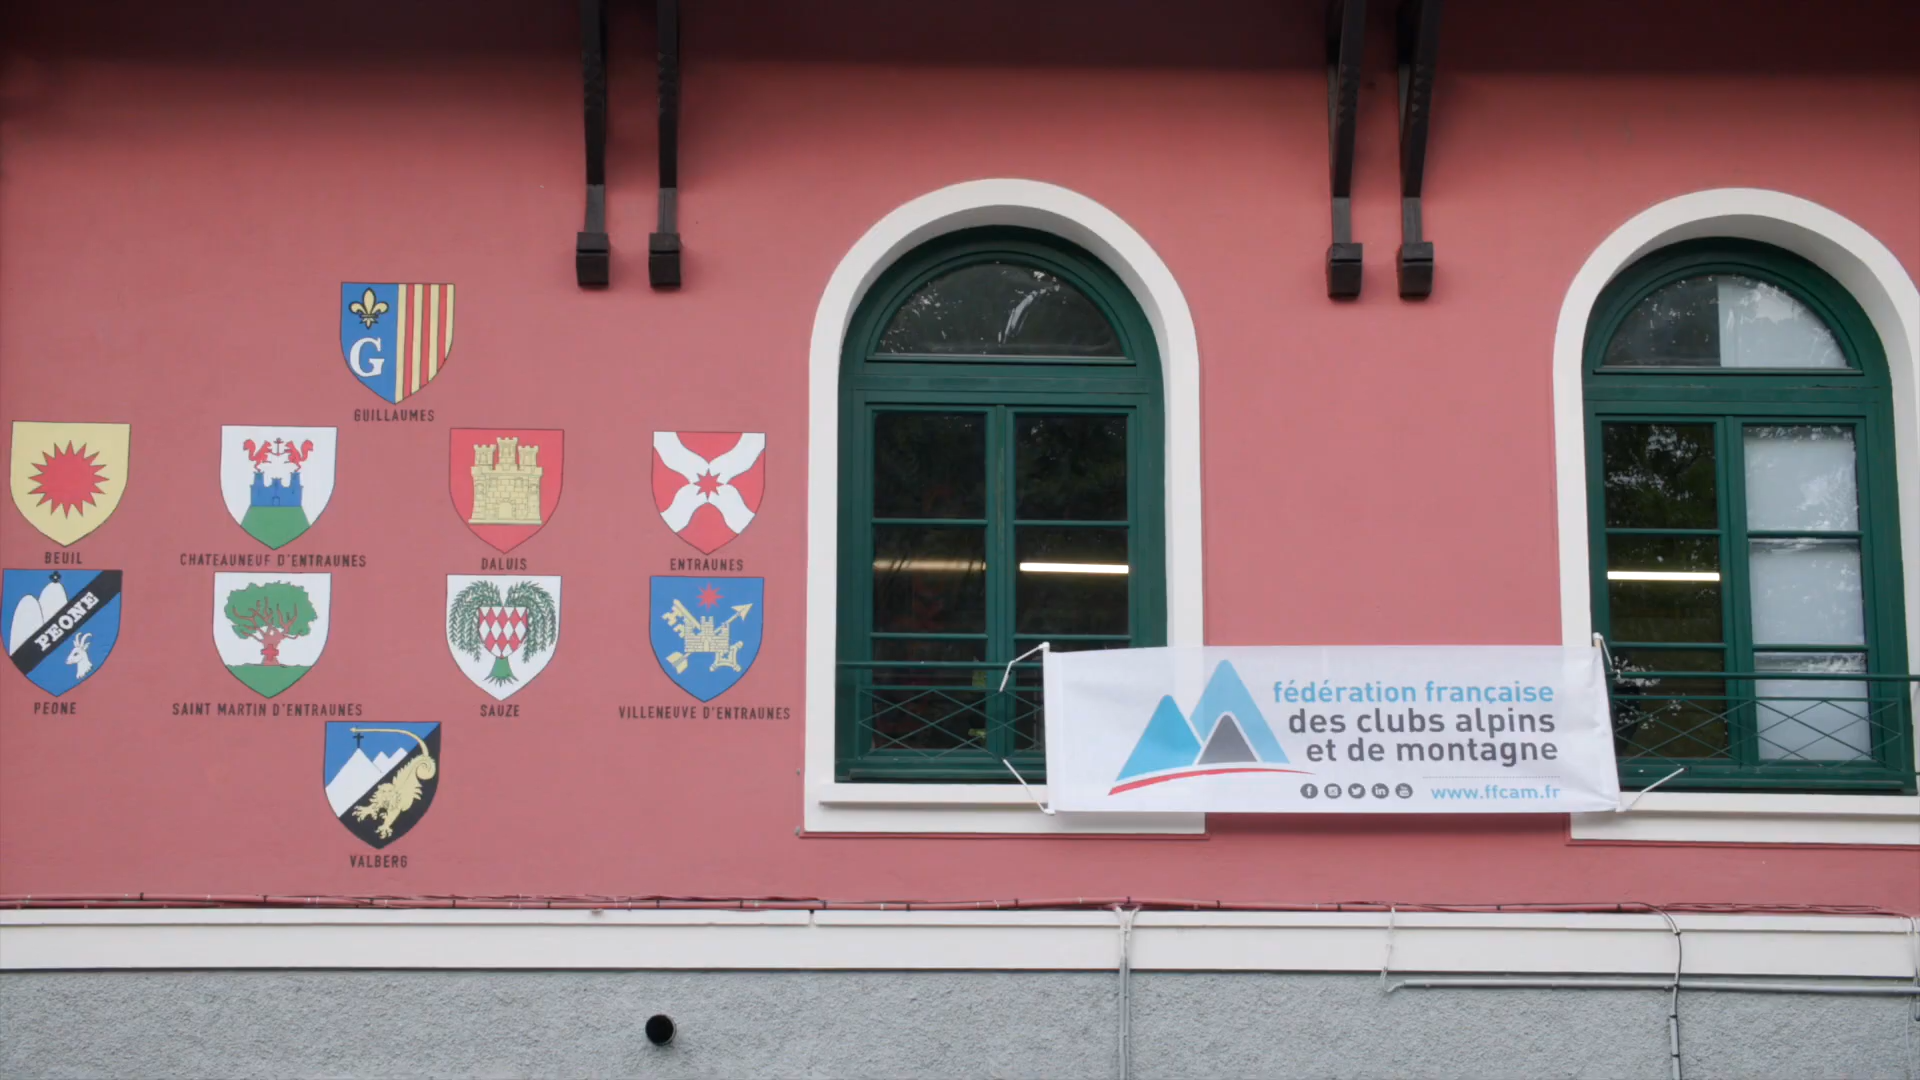 G
GUILLAUMES
BEUIL
CHATEAUNEUF D'ENTRAUNES
DALUIS
ENTRAUNES
PEONE
PEONE
SAINT MARTIN D'ENTRAUNES
SAUZE
VILLENEUVE D'ENTRAUNES
VALBERG
fédération française
des clubs alpins
et de montagne
www.ffcam.fr